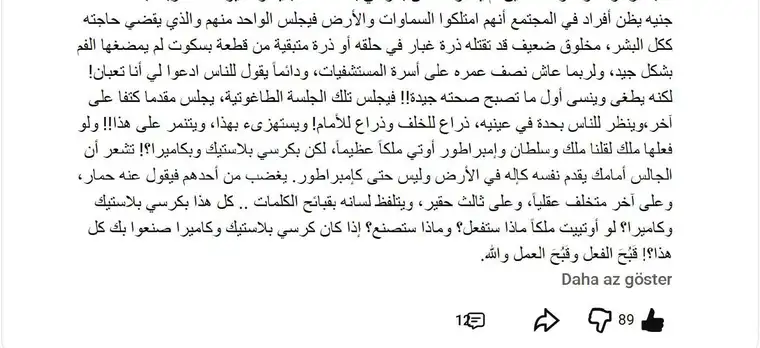 جنيه يظن أفراد في المجتمع أنهم امتلكوا السماوات والأرض فيجلس الواحد منهم والذي يقضي حاجته
ككل البشر، مخلوق ضعيف قد تقتله ذرة غبار في حلقه أو ذرة متبقية من قطعة بسكوت لم يمضغها الفم
بشكل جيد، ولربما عاش نصف عمره على أسرة المستشفيات، ودائماً يقول للناس ادعوا لي أنا تعبان!
لكنه يطغى وينسى أول ما تصبح صحته جيدة!! فيجلس تلك الجلسة الطاغوتية، يجلس مقدما كتفا على
آخر،وينظر للناس بحدة في عينيه، ذراع للخلف وذراع للأمام! ويستهزىء بهذا، ويتنمر على هذا!! ولو
فعلها ملك لقلنا ملك وسلطان وإمبراطور أوتي ملكاً عظيماً، لكن بكرسي بلاستيك وبكاميرا؟! تشعر أن
الجالس أمامك يقدم نفسه كإله في الأرض وليس حتى كإمبراطور. يغضب من أحدهم فيقول عنه حمار،
وعلى آخر متخلف عقلياً، وعلى ثالث حقير، ويتلفظ لسانه بقبائح الكلمات .. كل هذا بكرسي بلاستيك
وكاميرا؟ لو أوتييت ملكاً ماذا ستفعل؟ وماذا ستصنع؟ إذا كان كرسي بلاستيك وكاميرا صنعوا بك كل
هذا؟! قَبُحَ الفعل وقَبُحَ العمل والله.
Daha az göster
89 12